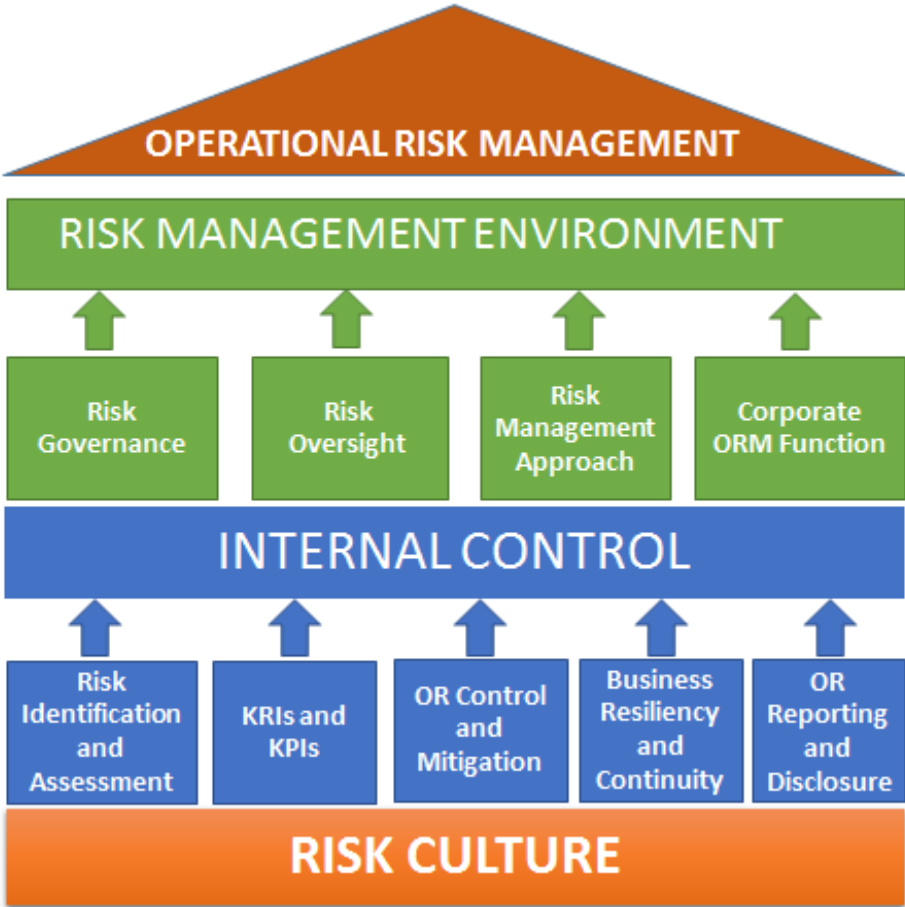 OPERATIONAL RISK MANAGEMENT
RISK MANAGEMENT ENVIRONMENT
Risk
Governance
Risk
Oversight
Risk
Management
Approach
Corporate
ORM Function
INTERNAL CONTROL
Risk
Identification
and
Assessment
KRIs and
KPIs
OR Control
and
Mitigation
Business
Resiliency
and
Continuity
OR
Reporting
and
Disclosure
RISK CULTURE